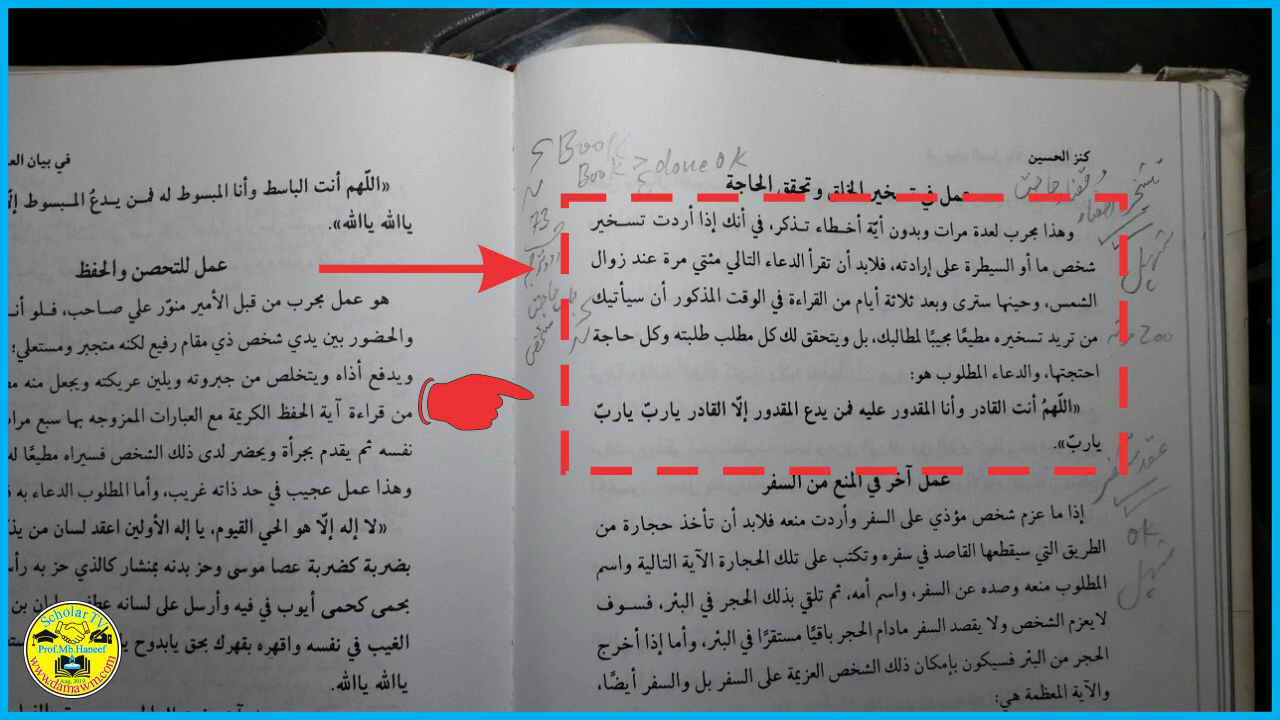 كنز الحسين
Book
Book > done ok
عمل في تسخير الخلق وتحقق الحاجة
وهذا مجرب لعدة مرات وبدون أيّة أخطاء تذكر، في أنك إذا أردت تسخير
شخص ما أو السيطرة على إرادته، فلابد أن تقرأ الدعاء التالي مئتي مرة عند زوال
الشمس، وحينها سترى وبعد ثلاثة أيام من القراءة في الوقت المذكور أن سيأتيك
من تريد تسخيره مطيعًا مجيبًا لمطالبك، بل ويتحقق لك كل مطلب طلبته وكل حاجة
احتجتها، والدعاء المطلوب هو:
«اللّهمُ أنت القادر وأنا المقدور عليه فمن يدع المقدور إلّا القادر ياربّ ياربّ
ياربّ».
عمل آخر في المنع من السفر
إذا ما عزم شخص مؤذي على السفر وأردت منعه فلابد أن تأخذ حجارة من
الطريق التي سيقطعها القاصد في سفره وتكتب على تلك الحجارة الآية التالية واسم
المطلوب منعه وصده عن السفر، واسم أمه، ثم تلقي بذلك الحجر في البئر، فسوف
لايعزم الشخص ولا يقصد السفر مادام الحجر باقيًا مستقرًا في البئر، وأما إذا أخرج
الحجر من البئر فسيكون بإمكان ذلك الشخص العزيمة على السفر بل والسفر أيضًا،
والآية المعظمة هي:
73
200
ok
في بيان
«اللّهم أنت الباسط وأنا المبسوط له فمن يدعُ المبسوط
ياالله ياالله».
عمل للتحصن والحفظ
هو عمل مجرب من قبل الأمير منوّر علي صاحب، فلو
والحضور بين يدي شخص ذي مقام رفيع لكنه متجبر ومستعلي؛
ويدفع أذاه ويتخلص من جبروته ويلين عريكته ويجعل منه
من قراءة آية الحفظ الكريمة مع العبارات المزوجه بها سبع
نفسه ثم يتقدم بجرأة ويحضر لدى ذلك الشخص فسيراه مطيعًا
وهذا عمل عجيب في حد ذاته غريب، وأما المطلوب الدعاء به
«لا إله إلّا هو الحي القيوم، يا إله الأولين اعقد لسان من
بضربة كضربة عصا موسى وحز بدنه بمنشار كالذي حز به
بحمى كحمى أيوب في فيه وأرسل على لسانه
الغيب في نفسه واقهره بقهرك بحق يابدوح
ياالله ياالله.
Scholar TV
Prof.Mb.Haneef
Aug. 2019
www.damawm.com